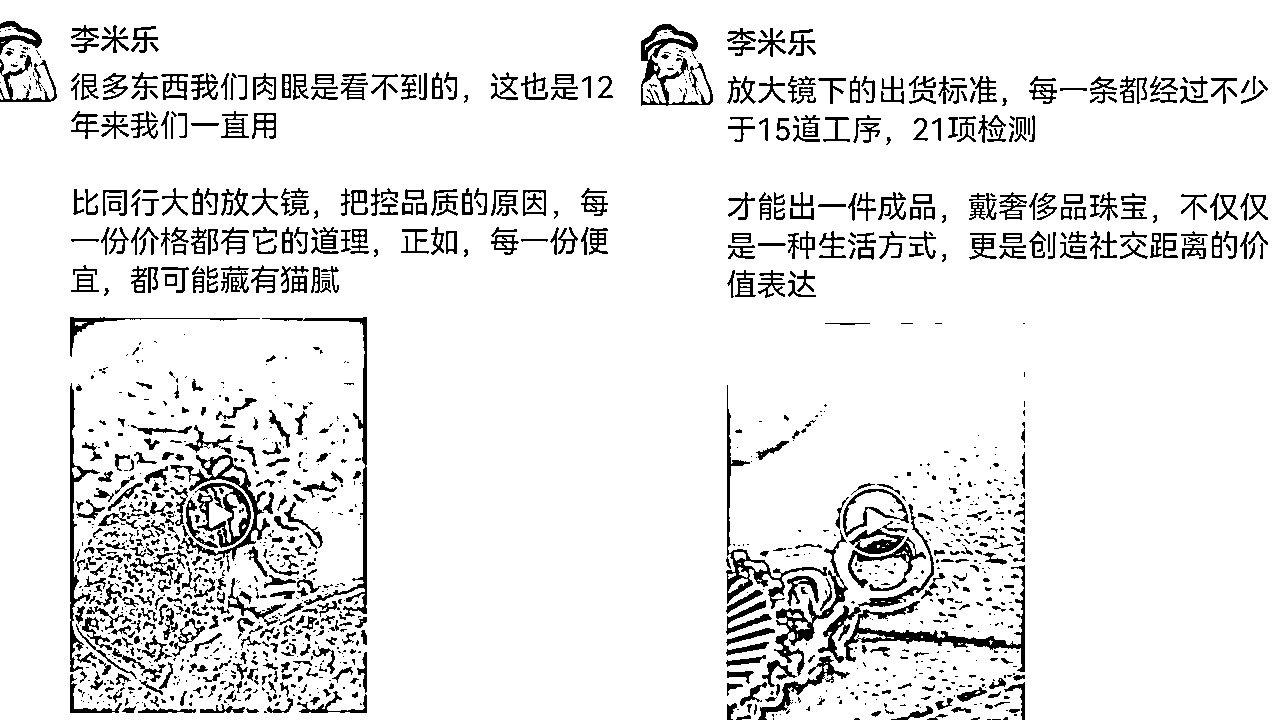 李米乐
很多东西我们肉眼是看不到的，这也是12
年来我们一直用
比同行大的放大镜，把控品质的原因，每
一份价格都有它的道理，正如，每一份便
宜，都可能藏有猫腻
李米乐
放大镜下的出货标准，每一条都经过不少
于15道工序，21项检测
才能出一件成品，戴奢侈品珠宝，不仅仅
是一种生活方式，更是创造社交距离的价
值表达